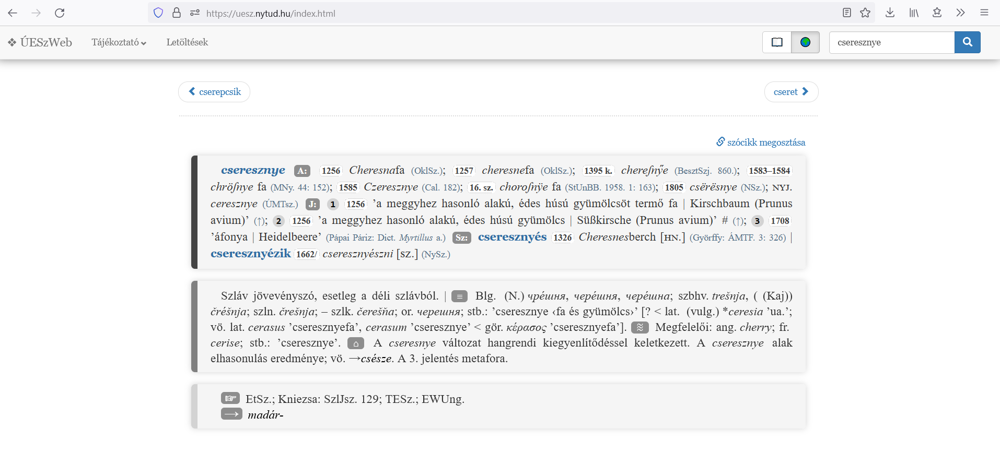 https://uesz.nytud.hu/index.html
❖ ÚESzWeb Tájékoztató Letöltések cseresznye
cserepcsik cseret
szócikk megosztása
cseresznye A: 1256 Cheresnafa (OklSz.); 1257 cheresnefa (OklSz.); 1395 k. chereſnÿ̋e (BesztSzj. 860.); 1583–1584
chröſnye fa (MNy. 44: 152); 1585 Czeresznye (Cal. 182); 16. sz. choroſnÿe fa (StUnBB. 1958. 1: 163); 1805 csërësnye (NSz.); NYJ.
ceresznye (ÚMTsz.) J: 1 1256 ’a meggyhez hasonló alakú, édes húsú gyümölcsöt termő fa | Kirschbaum (Prunus
avium)’ (↑); 2 1256 ’a meggyhez hasonló alakú, édes húsú gyümölcs | Süßkirsche (Prunus avium)’ # (↑); 3 1708
’áfonya | Heidelbeere’ (Pápai Páriz: Dict. Myrtillus a.) Sz: cseresznyés 1326 Cheresnesberch [HN.] (Györffy: ÁMTF. 3: 326) |
cseresznyézik 1662/ cseresznyészni [SZ.] (NySz.)
Szláv jövevényszó, esetleg a déli szlávból. | ≡ Blg. (N.) чре́шня, чере́шня, чере́шна; szbhv. trešnja, ( (Kaj))
čréšnja; szln. črešnja; – szlk. čerešňa; or. черешня; stb.: ’cseresznye ‹fa és gyümölcs›’ [? < lat. (vulg.) *ceresia ’ua.’;
vö. lat. cerasus ’cseresznyefa’, cerasum ’cseresznye’ < gör. κέρασος ’cseresznyefa’]. ≋ Megfelelői: ang. cherry; fr.
cerise; stb.: ’cseresznye’. ⌂ A cseresnye változat hangrendi kiegyenlítődéssel keletkezett. A cseresznye alak
elhasonulás eredménye; vö. →csésze. A 3. jelentés metafora.
☞ EtSz.; Kniezsa: SzlJsz. 129; TESz.; EWUng.
→ madár-